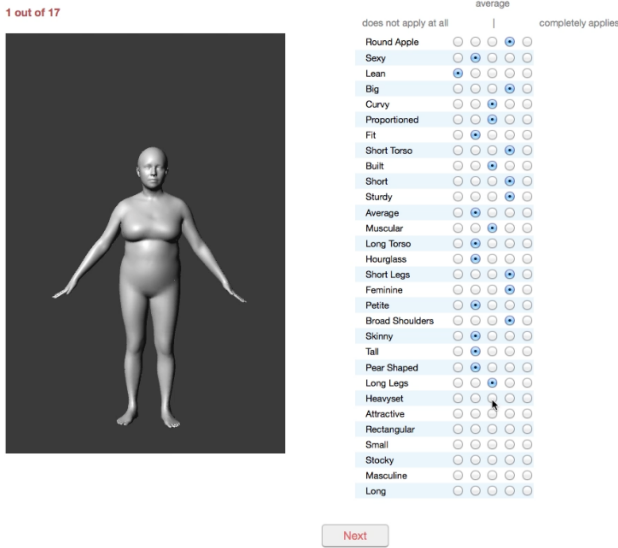 1 out of 17
average
does not apply at all | completely applies
Round Apple
Sexy
Lean
Big
Curvy
Proportioned
Fit
Short Torso
Built
Short
Sturdy
Average
Muscular
Long Torso
Hourglass
Short Legs
Feminine
Petite
Broad Shoulders
Skinny
Tall
Pear Shaped
Long Legs
Heavyset
Attractive
Rectangular
Small
Stocky
Masculine
Long
Next